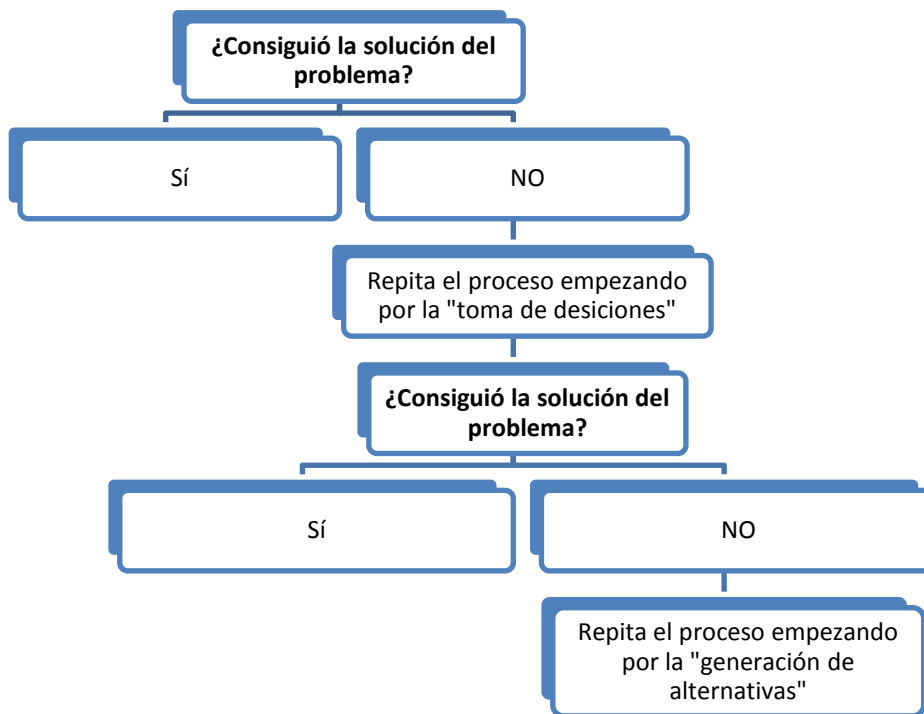 ¿Consiguió la solución del
problema?
Sí
NO
Repita el proceso empezando
por la "toma de desiciones"
¿Consiguió la solución del
problema?
Sí
NO
Repita el proceso empezando
por la "generación de
alternativas"